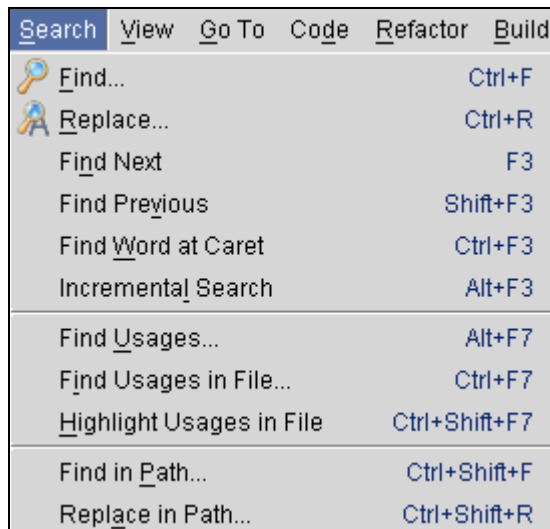 Search View Go To Code Refactor Build
Find... Ctrl+F
Replace... Ctrl+R
Find Next F3
Find Previous Shift+F3
Find Word at Caret Ctrl+F3
Incremental Search Alt+F3
Find Usages... Alt+F7
Find Usages in File... Ctrl+F7
Highlight Usages in File Ctrl+Shift+F7
Find in Path... Ctrl+Shift+F
Replace in Path... Ctrl+Shift+R